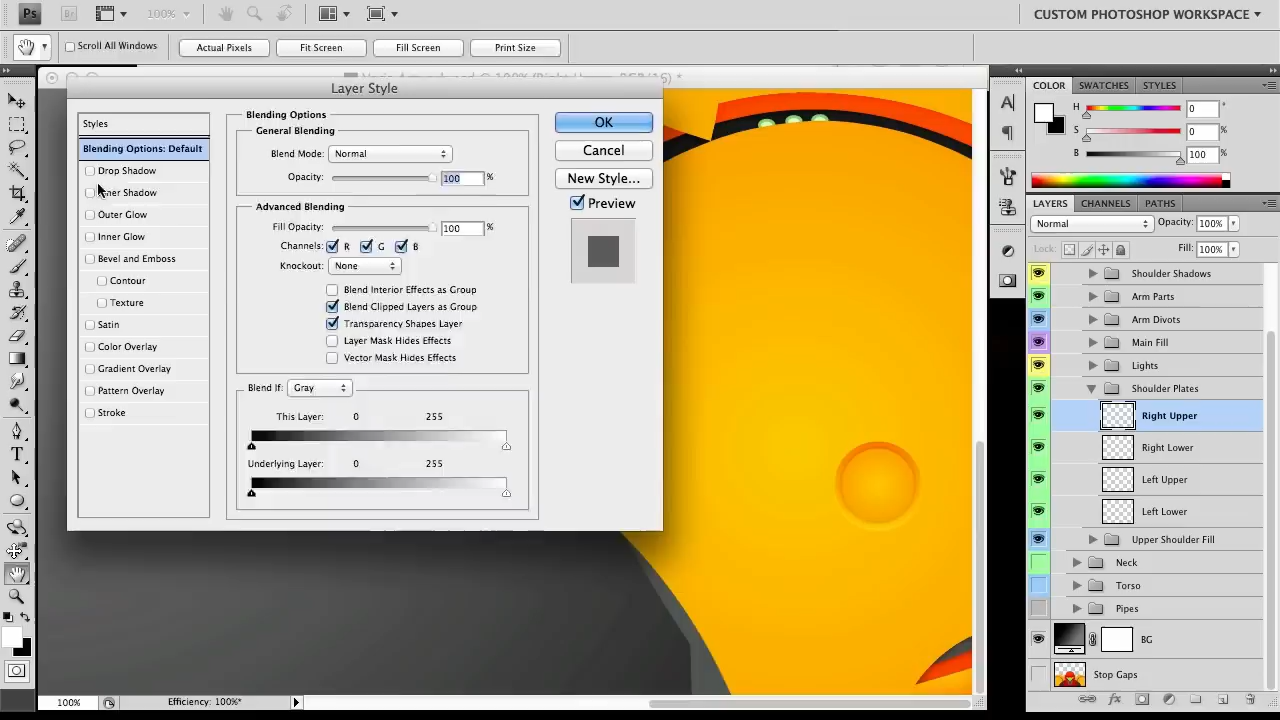 Ps Br 100% CUSTOM PHOTOSHOP WORKSPACE
Scroll All Windows Actual Pixels Fit Screen Fill Screen Print Size
Layer Style
Styles
Blending Options: Default
Drop Shadow
Inner Shadow
Outer Glow
Inner Glow
Bevel and Emboss
Contour
Texture
Satin
Color Overlay
Gradient Overlay
Pattern Overlay
Stroke
Blending Options
General Blending
Blend Mode: Normal
Opacity: 100 %
Advanced Blending
Fill Opacity: 100 %
Channels: R G B
Knockout: None
Blend Interior Effects as Group
Blend Clipped Layers as Group
Transparency Shapes Layer
Layer Mask Hides Effects
Vector Mask Hides Effects
Blend If: Gray
This Layer: 0 255
Underlying Layer: 0 255
OK
Cancel
New Style...
Preview
COLOR SWATCHES STYLES
H 0 °
S 0 %
B 100 %
LAYERS CHANNELS PATHS
Normal Opacity: 100%
Lock: Fill: 100%
Shoulder Shadows
Arm Parts
Arm Divots
Main Fill
Lights
Shoulder Plates
Right Upper
Right Lower
Left Upper
Left Lower
Upper Shoulder Fill
Neck
Torso
Pipes
BG
Stop Gaps
fx
100% Efficiency: 100%*